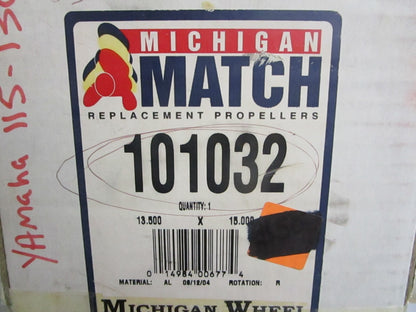 MICHIGAN
MATCH
REPLACEMENT PROPELLERS
101032
QUANTITY: 1
13.500 X 15.000
0 14984 00677 4
MATERIAL: AL 09/12/04 ROTATION: R
MICHIGAN WHEEL
YAMAHA 115-130